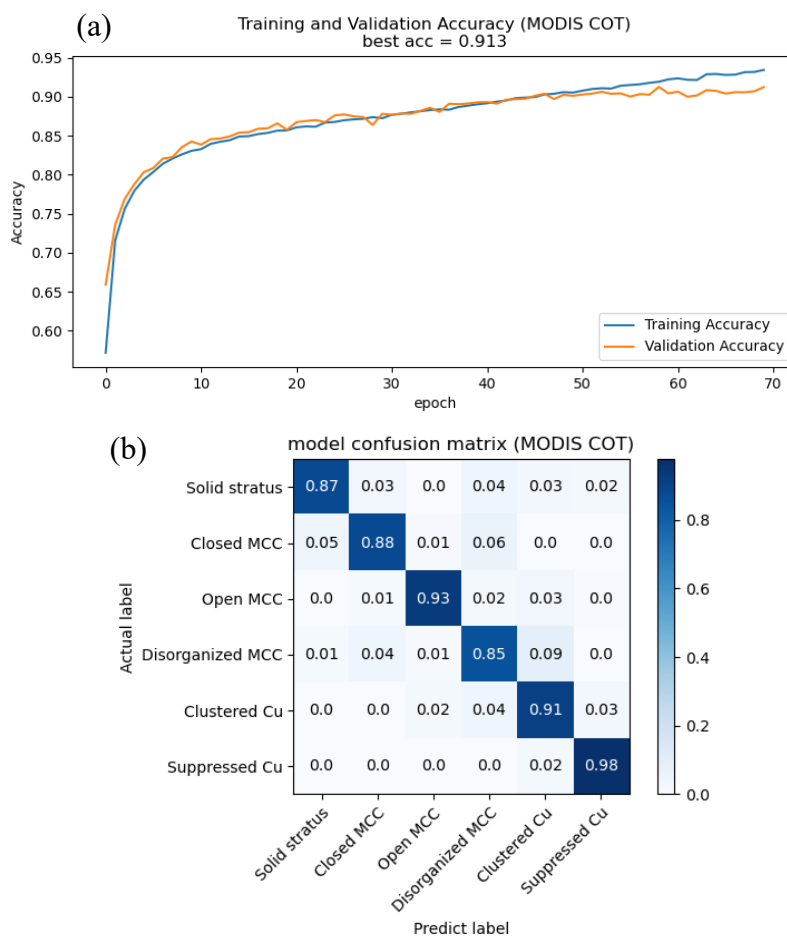 (a)
Training and Validation Accuracy (MODIS COT)
best acc = 0.913
Accuracy
0.95
0.90
0.85
0.80
0.75
0.70
0.65
0.60
Training Accuracy
Validation Accuracy
0 10 20 30 40 50 60 70
epoch
(b)
model confusion matrix (MODIS COT)
Actual label
Solid stratus 0.87 0.03 0.0 0.04 0.03 0.02
Closed MCC 0.05 0.88 0.01 0.06 0.0 0.0
Open MCC 0.0 0.01 0.93 0.02 0.03 0.0
Disorganized MCC 0.01 0.04 0.01 0.85 0.09 0.0
Clustered Cu 0.0 0.0 0.02 0.04 0.91 0.03
Suppressed Cu 0.0 0.0 0.0 0.0 0.02 0.98
Solid stratus
Closed MCC
Open MCC
Disorganized MCC
Clustered Cu
Suppressed Cu
Predict label
0.8
0.6
0.4
0.2
0.0